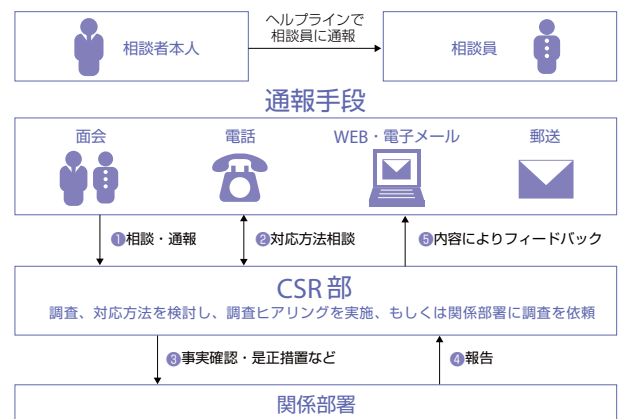 相談者本人
ヘルプラインで
相談員に通報
相談員
通報手段
面会
電話
WEB・電子メール
郵送
❶相談・通報
❷対応方法相談
❺内容によりフィードバック
CSR部
調査、対応方法を検討し、調査ヒアリングを実施、もしくは関係部署に調査を依頼
❸事実確認・是正措置など
❹報告
関係部署